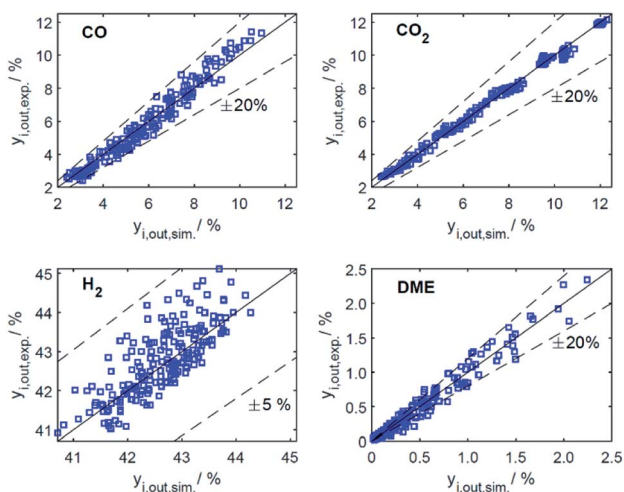 CO
y_i,out,exp. / %
12
10
8
6
4
2
±20%
2 4 6 8 10 12
y_i,out,sim. / %
CO_2
y_i,out,exp. / %
12
10
8
6
4
2
±20%
2 4 6 8 10 12
y_i,out,sim. / %
H_2
y_i,out,exp. / %
45
44
43
42
41
±5 %
41 42 43 44 45
y_i,out,sim. / %
DME
y_i,out,exp. / %
2.5
2.0
1.5
1.0
0.5
0
±20%
0 0.5 1.0 1.5 2.0 2.5
y_i,out,sim. / %